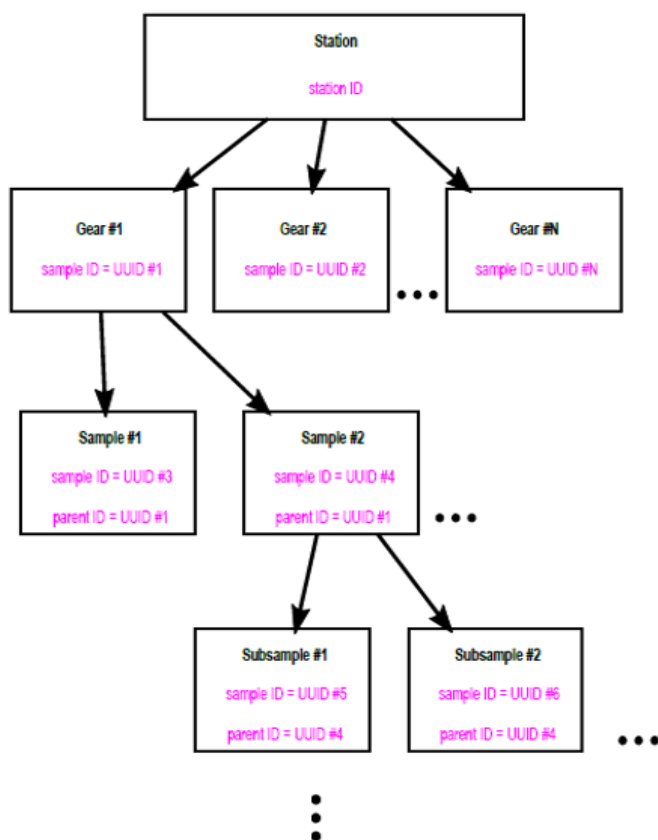 Station
station ID
Gear #1
sample ID = UUID #1
Gear #2
sample ID = UUID #2
Gear #N
sample ID = UUID #N
Sample #1
sample ID = UUID #3
parent ID = UUID #1
Sample #2
sample ID = UUID #4
parent ID = UUID #1
Subsample #1
sample ID = UUID #5
parent ID = UUID #4
Subsample #2
sample ID = UUID #6
parent ID = UUID #4